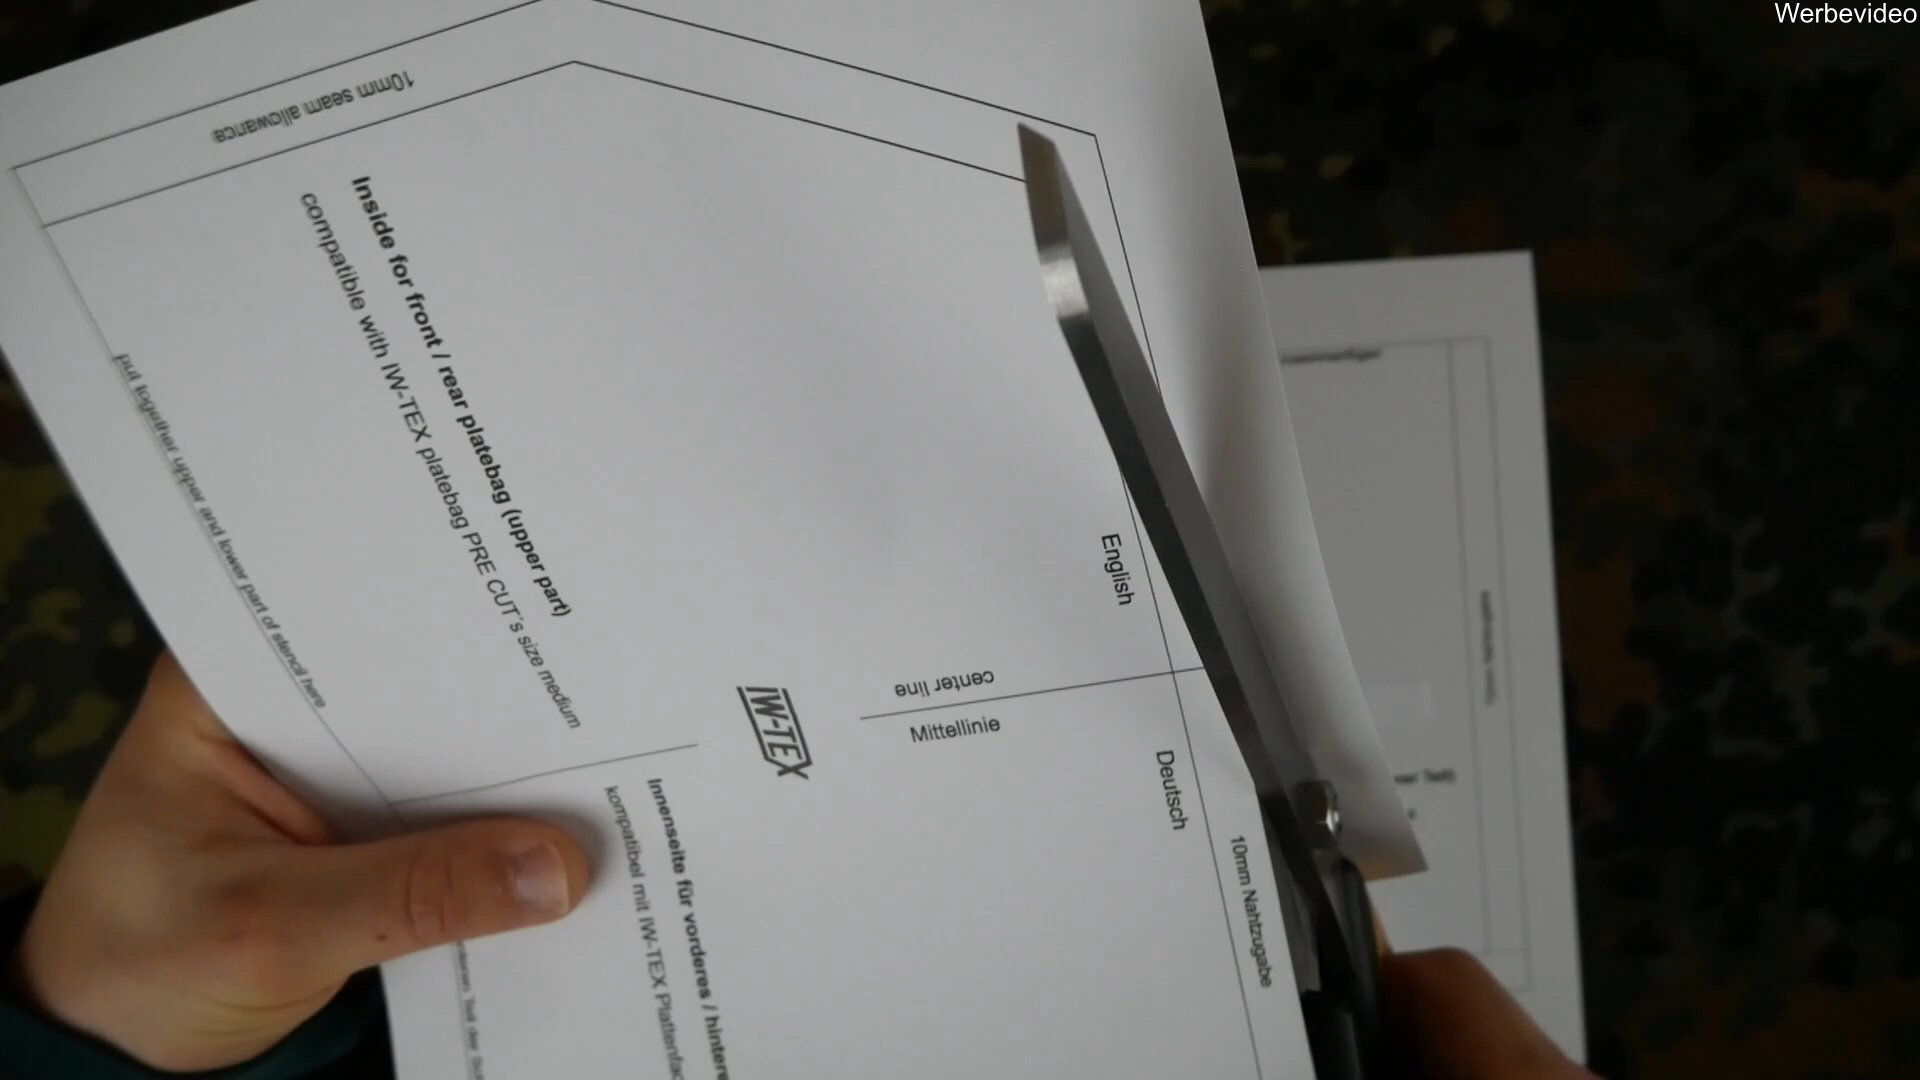 Werbevideo
10mm seam allowance
Inside for front / rear platebag (upper part)
compatible with IW-TEX platebag PRE CUT´s size medium
put together upper and lower part of stencil here
English
center line
Mittellinie
IW-TEX
Deutsch
10mm Nahtzugabe
Innenseite für vorderes /
kompatibel mit IW-TEX
Teil der